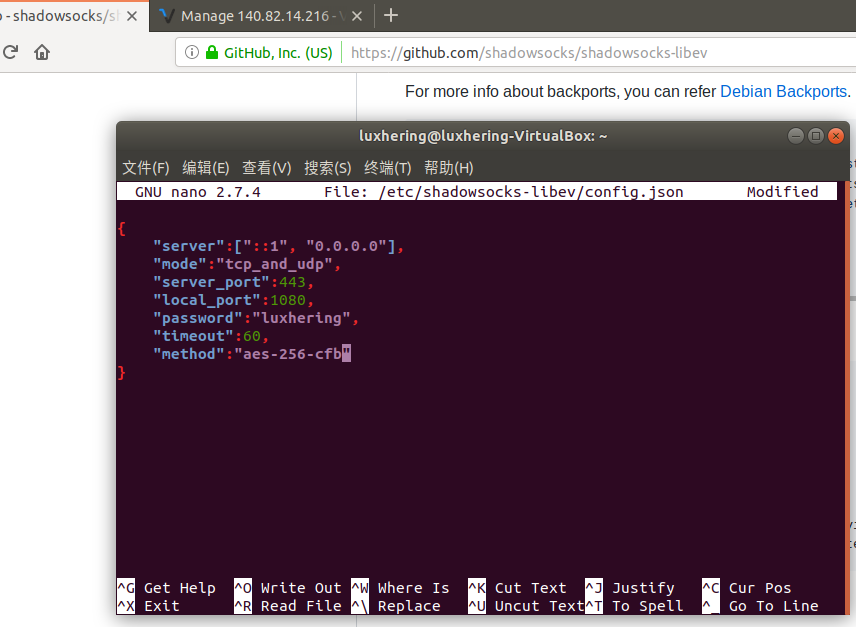 - shadowsocks/s
Manage 140.82.14.216 -
GitHub, Inc. (US) https://github.com/shadowsocks/shadowsocks-libev
For more info about backports, you can refer Debian Backports.
luxhering@luxhering-VirtualBox: ~
文件(F) 编辑(E) 查看(V) 搜索(S) 终端(T) 帮助(H)
GNU nano 2.7.4 File: /etc/shadowsocks-libev/config.json Modified
{
"server":["::1", "0.0.0.0"],
"mode":"tcp_and_udp",
"server_port":443,
"local_port":1080,
"password":"luxhering",
"timeout":60,
"method":"aes-256-cfb"
}
^G Get Help ^O Write Out ^W Where Is ^K Cut Text ^J Justify ^C Cur Pos
^X Exit ^R Read File ^\ Replace ^U Uncut Text ^T To Spell ^_ Go To Line